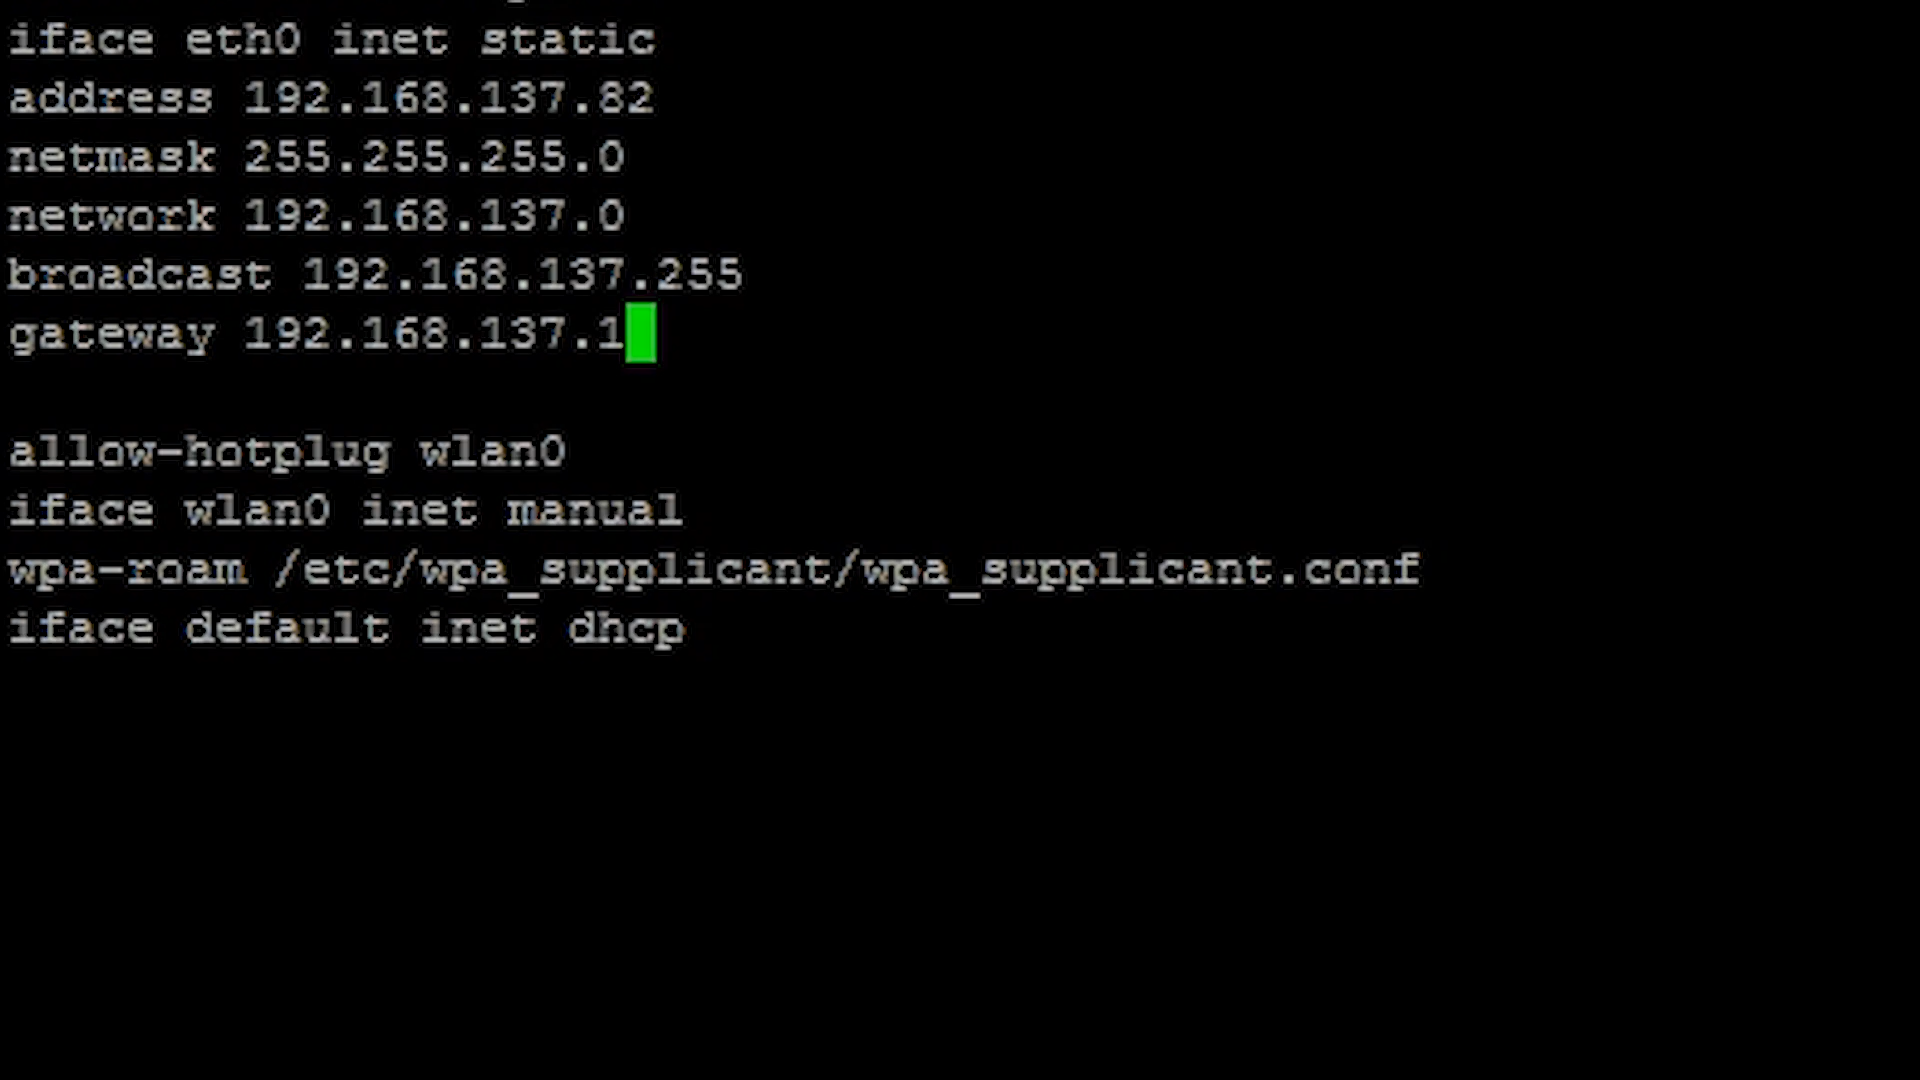 iface eth0 inet static
address 192.168.137.82
netmask 255.255.255.0
network 192.168.137.0
broadcast 192.168.137.255
gateway 192.168.137.1
allow-hotplug wlan0
iface wlan0 inet manual
wpa-roam /etc/wpa_supplicant/wpa_supplicant.conf
iface default inet dhcp